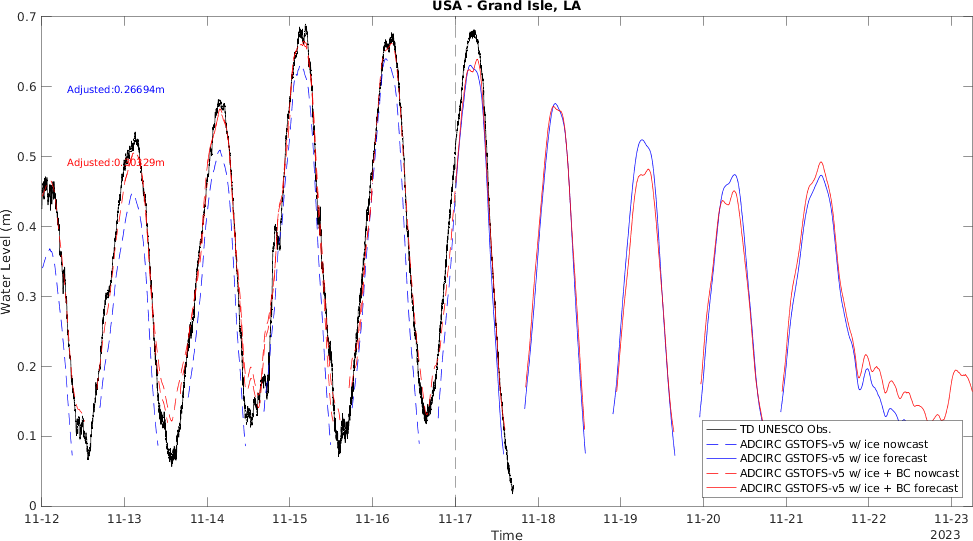 USA - Grand Isle, LA
0.7
0.6
0.5
0.4
0.3
0.2
0.1
0
Water Level (m)
Adjusted:0.26694m
Adjusted:
TD UNESCO Obs.
ADCIRC GSTOFS-v5 w/ ice nowcast
ADCIRC GSTOFS-v5 w/ ice forecast
ADCIRC GSTOFS-v5 w/ ice + BC nowcast
ADCIRC GSTOFS-v5 w/ ice + BC forecast
11-12 11-13 11-14 11-15 11-16 11-17 11-18 11-19 11-20 11-21 11-22 11-23
Time
2023